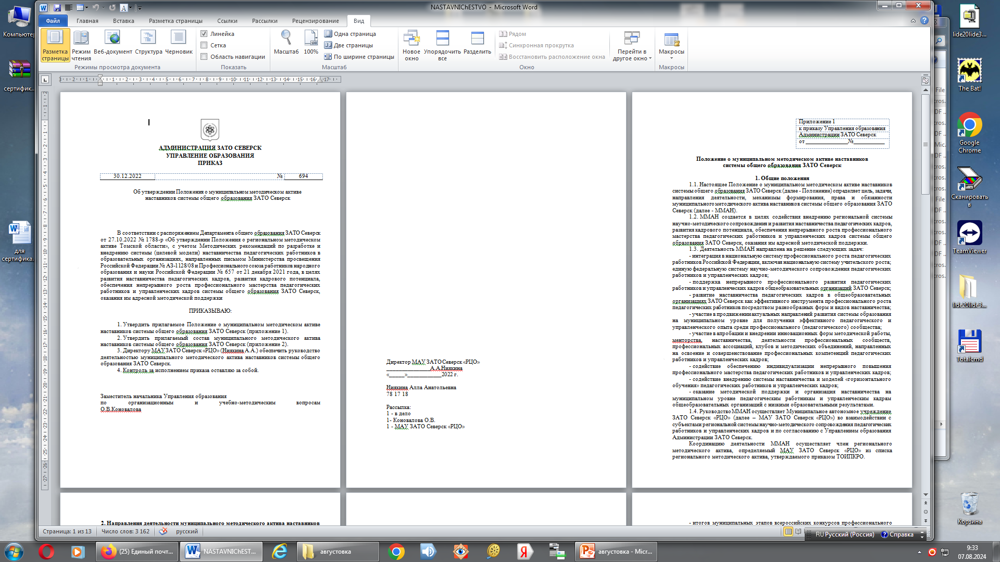 NASTAVNIChESTVO - Microsoft Word
Файл
Главная
Вставка
Разметка страницы
Ссылки
Рассылки
Рецензирование
Вид
Разметка страницы
Режим чтения
Веб-документ
Структура
Черновик
Режимы просмотра документа
Линейка
Сетка
Область навигации
Показать
Масштаб
100%
Одна страница
Две страницы
По ширине страницы
Масштаб
Новое окно
Упорядочить все
Разделить
Рядом
Синхронная прокрутка
Восстановить расположение окна
Окно
Перейти в другое окно
Макросы
Макросы
АДМИНИСТРАЦИЯ ЗАТО СЕВЕРСК
УПРАВЛЕНИЕ ОБРАЗОВАНИЯ
ПРИКАЗ
30.12.2022 № 694
Об утверждении Положения о муниципальном методическом активе
наставников системы общего образования ЗАТО Северск
В соответствии с распоряжением Департамента общего образования ЗАТО Северск
от 27.10.2022 № 1788-р «Об утверждении Положения о региональном методическом
активе Томской области», с учетом Методических рекомендаций по разработке и
внедрению системы (целевой модели) наставничества педагогических работников в
образовательных организациях, направленных письмом Министерства просвещения
Российской Федерации № АЗ-1128/08 и Профессионального союза работников народного
образования и науки Российской Федерации № 657 от 21 декабря 2021 года, в целях
развития наставничества педагогических кадров, развития кадрового потенциала,
обеспечения непрерывного роста профессионального мастерства педагогических
работников и управленческих кадров системы общего образования ЗАТО Северск,
оказания им адресной методической поддержки
ПРИКАЗЫВАЮ:
1. Утвердить прилагаемое Положение о муниципальном методическом активе
наставников системы общего образования ЗАТО Северск (приложение 1).
2. Утвердить прилагаемый состав муниципального методического актива
наставников системы общего образования ЗАТО Северск (приложение 2).
3. Директору МАУ ЗАТО Северск «РЦО» (Ниякина А.А.) обеспечить руководство
деятельностью муниципального методического актива наставников системы общего
образования ЗАТО Северск.
4. Контроль за исполнением приказа оставляю за собой.
Заместитель начальника Управления образования
по организационным и учебно-методическим вопросам
О.В.Коновалова
Директор МАУ ЗАТО Северск «РЦО»
________________А.А.Ниякина
«_____»____________2022 г.
Ниякина Алла Анатольевна
78 17 18
Рассылка:
1 - в дело
1- Коновалова О.В.
1 - МАУ ЗАТО Северск «РЦО»
Приложение 1
к приказу Управления образования
Администрации ЗАТО Северск
от _______________№___________
Положение о муниципальном методическом активе наставников
системы общего образования ЗАТО Северск
1. Общие положения
1.1. Настоящее Положение о муниципальном методическом активе наставников
системы общего образования ЗАТО Северск (далее - Положение) определяет цель, задачи,
направления деятельности, механизмы формирования, права и обязанности
муниципального методического актива наставников системы общего образования ЗАТО
Северск (далее - ММАН).
1.2. ММАН создается в целях содействия внедрению региональной системы
научно-методического сопровождения и развития наставничества педагогических кадров,
развития кадрового потенциала, обеспечения непрерывного роста профессионального
мастерства педагогических работников и управленческих кадров системы общего
образования ЗАТО Северск, оказания им адресной методической поддержки.
1.3. Деятельность ММАН направлена на решение следующих задач:
- интеграция в национальную систему профессионального роста педагогических
работников Российской Федерации, включая национальную систему учительского роста;
единую федеральную систему научно-методического сопровождения педагогических
работников и управленческих кадров;
- поддержка непрерывного профессионального развития педагогических
работников и управленческих кадров общеобразовательных организаций ЗАТО Северск;
- развитие наставничества педагогических кадров в общеобразовательных
организациях ЗАТО Северск как эффективного инструмента профессионального роста
педагогических работников посредством разнообразных форм и видов наставничества;
- участие в продвижении актуальных направлений развития системы образования
на муниципальном уровне для получения эффективного педагогического и
управленческого опыта среди профессионального (педагогического) сообщества;
- участие в апробации и внедрении инновационных форм методической работы,
менторства, наставничества, деятельности профессиональных сообществ,
профессиональных ассоциаций, клубов и методических объединений, направленных
на освоение и совершенствование профессиональных компетенций педагогических
работников и управленческих кадров;
- содействие обеспечению индивидуализации непрерывного повышения
профессионального мастерства педагогических работников и управленческих кадров;
- содействие внедрению системы наставничества и моделей «горизонтального
обучения» педагогических работников и управленческих кадров;
- оказание методической поддержки и организация наставничества на
муниципальном уровне педагогическим работникам и управленческим кадрам
общеобразовательных организаций с низкими образовательными результатами.
1.4. Руководство ММАН осуществляет Муниципальное автономное учреждение
ЗАТО Северск «РЦО» (далее – МАУ ЗАТО Северск «РЦО») во взаимодействии с
субъектами региональной системы научно-методического сопровождения педагогических
работников и управленческих кадров и по согласованию с Управлением образования
Администрации ЗАТО Северск.
Координацию деятельности ММАН осуществляет член регионального
методического актива, определяемый МАУ ЗАТО Северск «РЦО» из списка
регионального методического актива, утверждаемого приказом ТОИПКРО.
2. Направления деятельности муниципального методического актива наставников
- итогов муниципальных этапов всероссийских конкурсов профессионального
Страница: 1 из 13
Число слов: 3 162
русский
RU Русский (Россия)
Справка
Компьютер
сертифик...
для сертифика...
lide20lide3...
The Bat!
Google Chrome
Сканировать в
TeamViewer
lide20lide3...
Totalcmd
Корзина
(25) Единый почт...
NASTAVNIChEST...
августовка
августовка - Micr...
9:33
07.08.2024